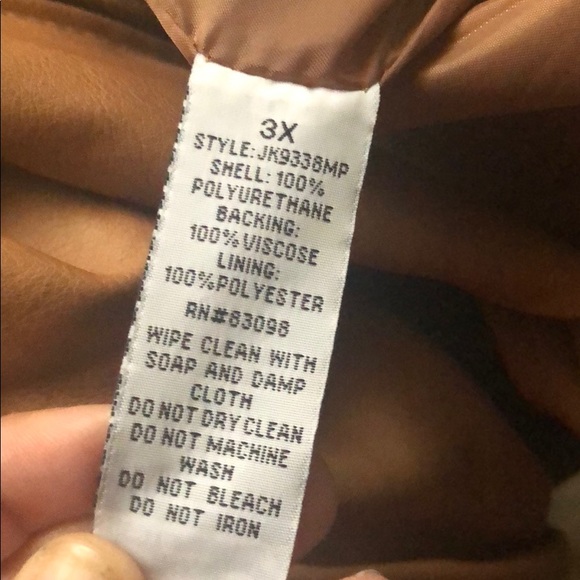 3X
STYLE:JK9338MP
SHELL:100%
POLYURETHANE
BACKING:
100%VISCOSE
LINING:
100%POLYESTER
RN#83098
WIPE CLEAN WITH
SOAP AND DAMP
CLOTH
DO NOT DRY CLEAN
DO NOT MACHINE
WASH
DO NOT BLEACH
DO NOT IRON